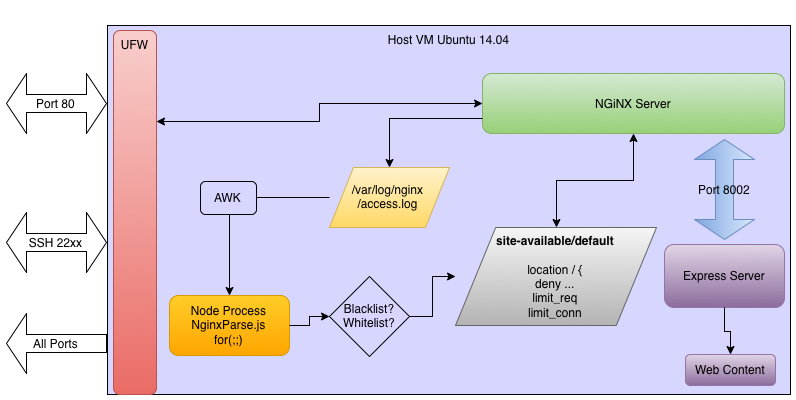 Host VM Ubuntu 14.04
UFW
Port 80
NGiNX Server
AWK
/var/log/nginx
/access.log
Port 8002
SSH 22xx
site-available/default
location / {
deny ...
limit_req
limit_conn
Express Server
Node Process
NginxParse.js
for(;;)
Blacklist?
Whitelist?
All Ports
Web Content